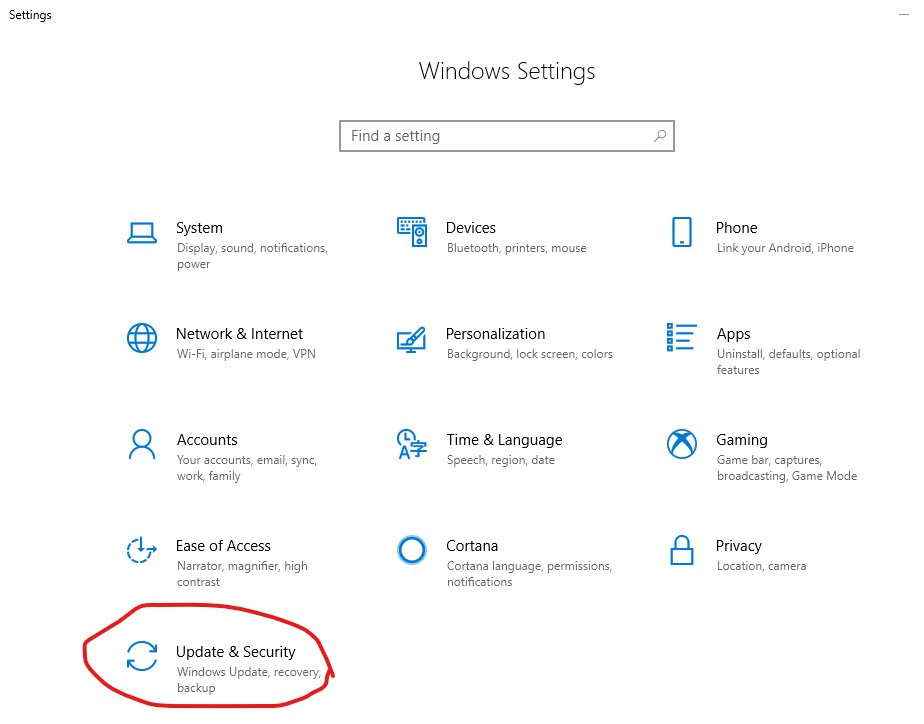 Settings
Windows Settings
Find a setting
System
Display, sound, notifications,
power
Devices
Bluetooth, printers, mouse
Phone
Link your Android, iPhone
Network & Internet
Wi-Fi, airplane mode, VPN
Personalization
Background, lock screen, colors
Apps
Uninstall, defaults, optional
features
Accounts
Your accounts, email, sync,
work, family
Time & Language
Speech, region, date
Gaming
Game bar, captures,
broadcasting, Game Mode
Ease of Access
Narrator, magnifier, high
contrast
Cortana
Cortana language, permissions,
notifications
Privacy
Location, camera
Update & Security
Windows Update, recovery,
backup